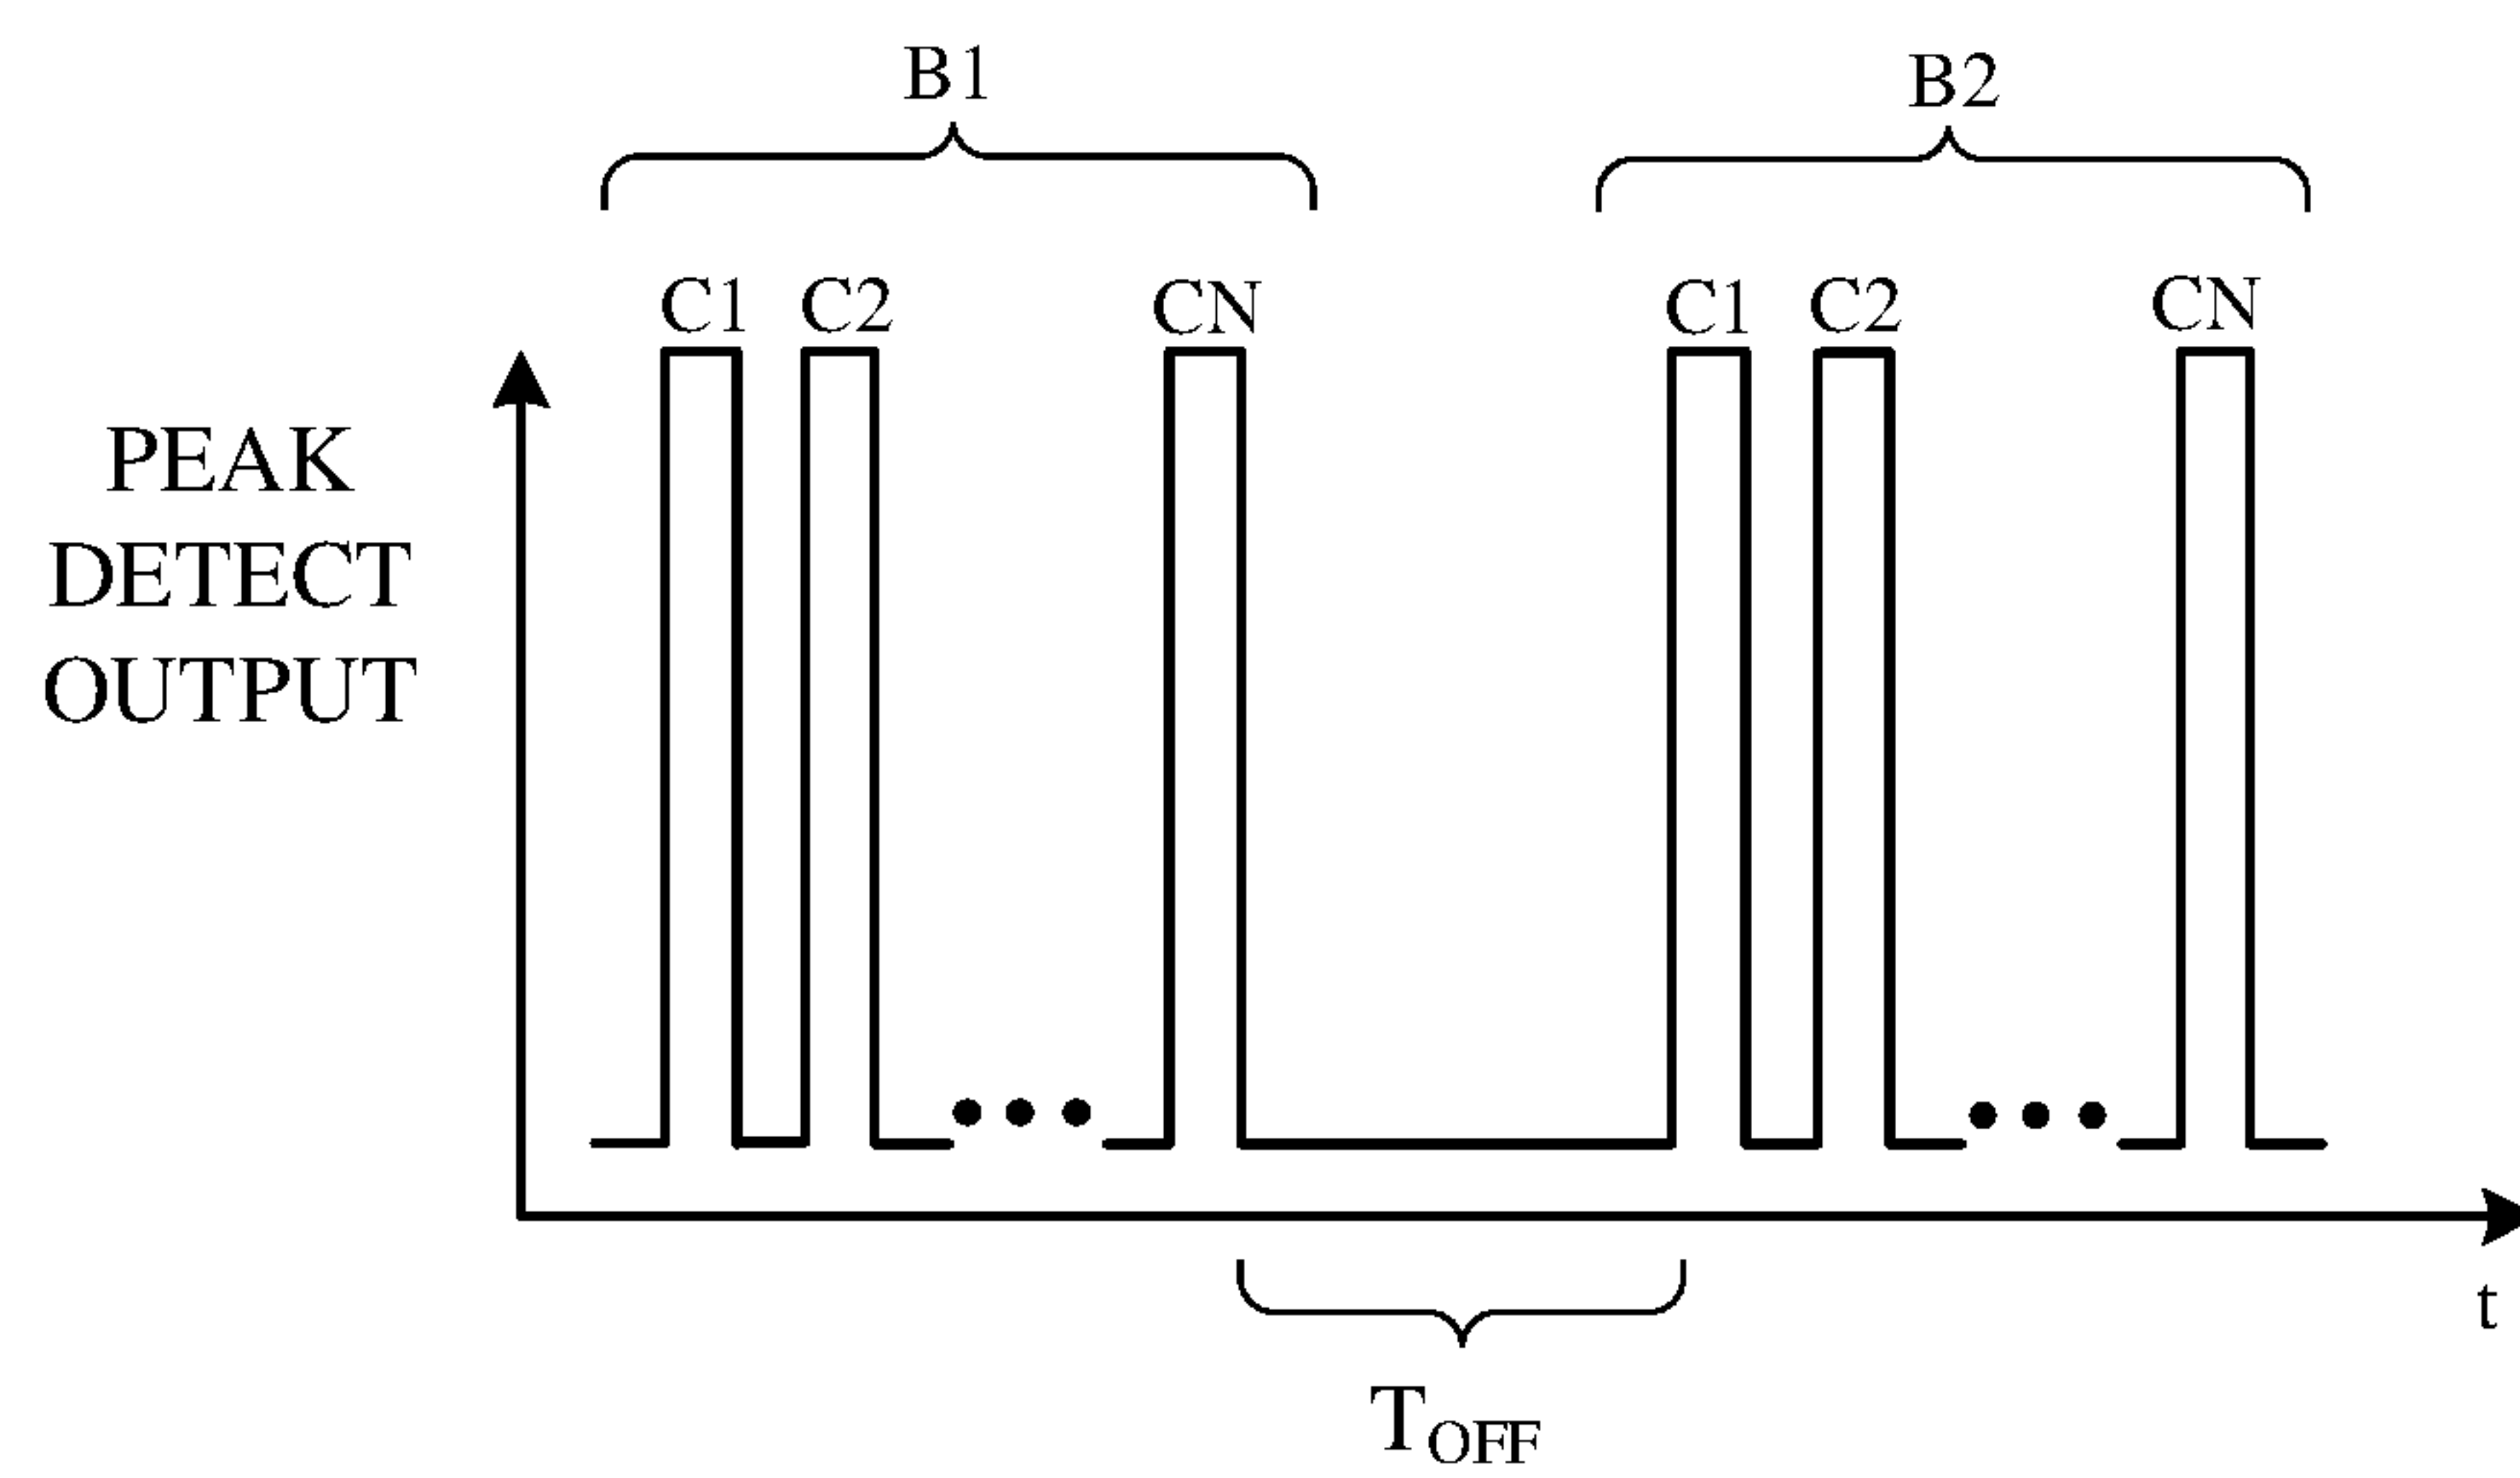 B1 B2
C1 C2 CN C1 C2 CN
PEAK
DETECT
OUTPUT
t
TOFF